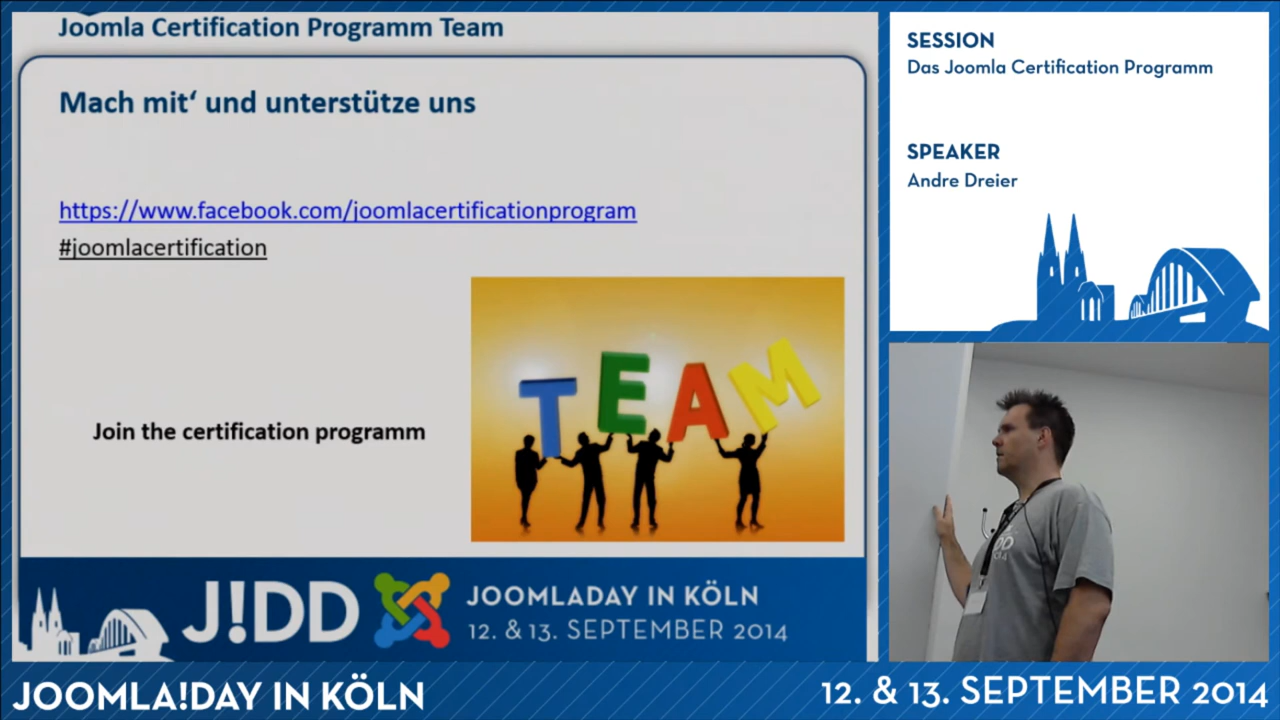 Joomla Certification Programm Team
Mach mit‘ und unterstütze uns
https://www.facebook.com/joomlacertificationprogram
#joomlacertification
TEAM
Join the certification programm
J!DD
JOOMLADAY IN KÖLN
12. & 13. SEPTEMBER 2014
SESSION
Das Joomla Certification Programm
SPEAKER
Andre Dreier
JOOMLA!DAY IN KÖLN
12. & 13. SEPTEMBER 2014